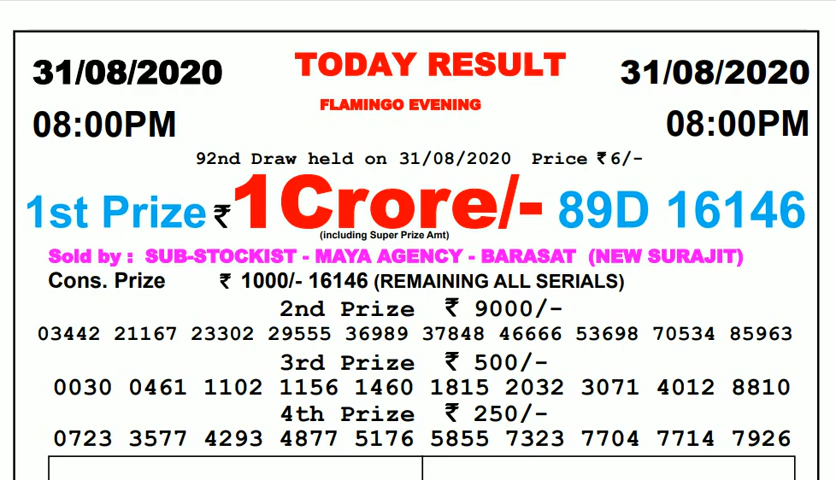 31/08/2020 TODAY RESULT 31/08/2020
08:00PM FLAMINGO EVENING 08:00PM
92nd Draw held on 31/08/2020 Price ₹6/-
1st Prize ₹1Crore/- 89D 16146
(including Super Prize Amt)
Sold by : SUB-STOCKIST - MAYA AGENCY - BARASAT (NEW SURAJIT)
Cons. Prize ₹ 1000/- 16146 (REMAINING ALL SERIALS)
2nd Prize ₹ 9000/-
03442 21167 23302 29555 36989 37848 46666 53698 70534 85963
3rd Prize ₹ 500/-
0030 0461 1102 1156 1460 1815 2032 3071 4012 8810
4th Prize ₹ 250/-
0723 3577 4293 4877 5176 5855 7323 7704 7714 7926